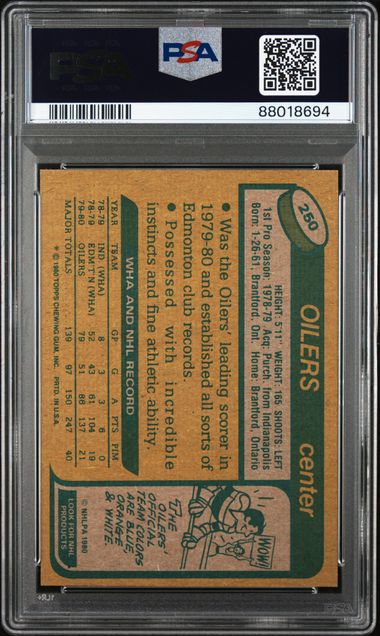 PSA
PSA
88018694
250
OILERS center
HEIGHT: 5'11" WEIGHT: 165 SHOOTS: LEFT
1st Pro Season: 1978-79 Acq: Purch. from Indianapolis
Born: 1-26-61, Brantford, Ont. Home: Brantford, Ontario
• Was the Oilers' leading scorer in
1979-80 and established all sorts of
Edmonton club records.
• Possessed with incredible
instincts and fine athletic ability.
WHA AND NHL RECORD
YEAR TEAM GP G A PTS PIM
78-79 IND (WHA) 8 3 3 6 0
78-79 EDM'T'N (WHA) 52 43 61 104 19
79-80 OILERS 79 51 88 137 21
MAJOR TOTALS 139 97 150 247 40
* © 1980 TOPPS CHEWING GUM, INC. PRTD. IN U.S.A.
WOW!
THE
OILERS
OFFICIAL
TEAM COLORS
ARE BLUE,
ORANGE
& WHITE.
© NHLPA 1980
LOOK FOR NHL
PRODUCTS